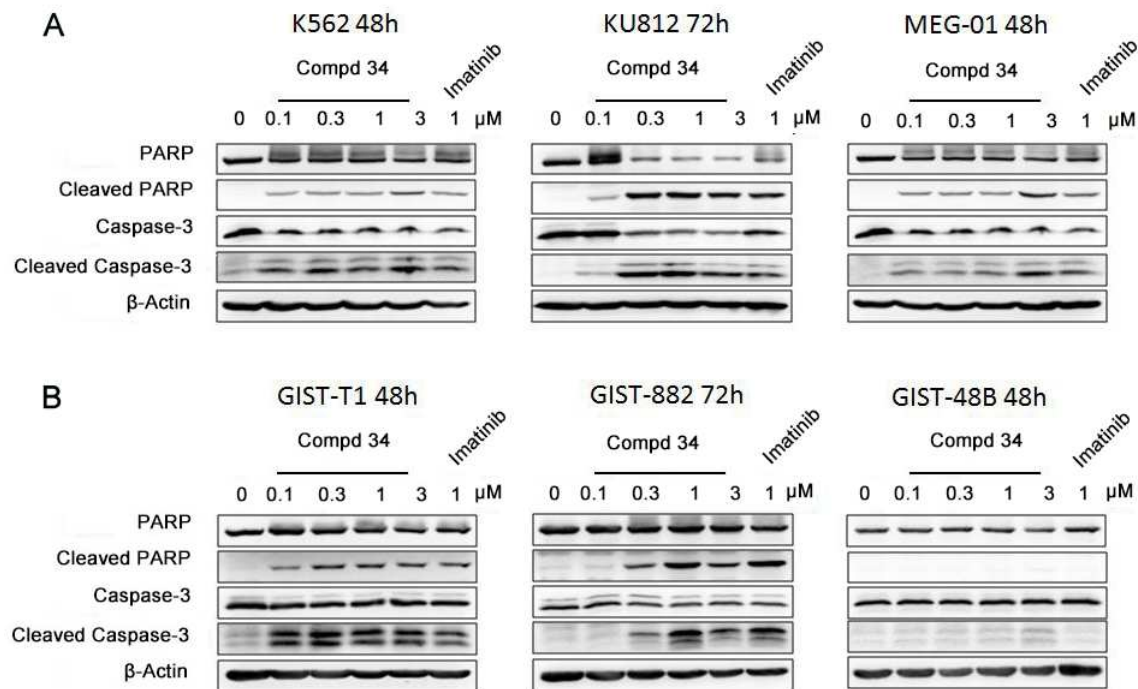 A
K562 48h KU812 72h MEG-01 48h
Compd 34 Imatinib Compd 34 Imatinib Compd 34 Imatinib
0 0.1 0.3 1 3 1 μM 0 0.1 0.3 1 3 1 μM 0 0.1 0.3 1 3 1 μM
PARP
Cleaved PARP
Caspase-3
Cleaved Caspase-3
β-Actin
B
GIST-T1 48h GIST-882 72h GIST-48B 48h
Compd 34 Imatinib Compd 34 Imatinib Compd 34 Imatinib
0 0.1 0.3 1 3 1 μM 0 0.1 0.3 1 3 1 μM 0 0.1 0.3 1 3 1 μM
PARP
Cleaved PARP
Caspase-3
Cleaved Caspase-3
β-Actin